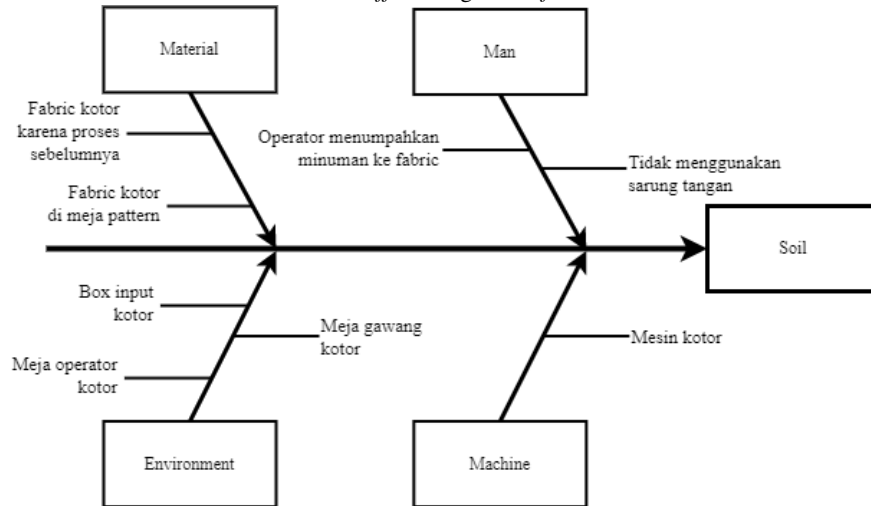 Material
Man
Fabric kotor
karena proses
sebelumnya
Operator menumpahkan
minuman ke fabric
Tidak menggunakan
sarung tangan
Fabric kotor
di meja pattern
Soil
Box input
kotor
Meja gawang
kotor
Mesin kotor
Meja operator
kotor
Environment
Machine